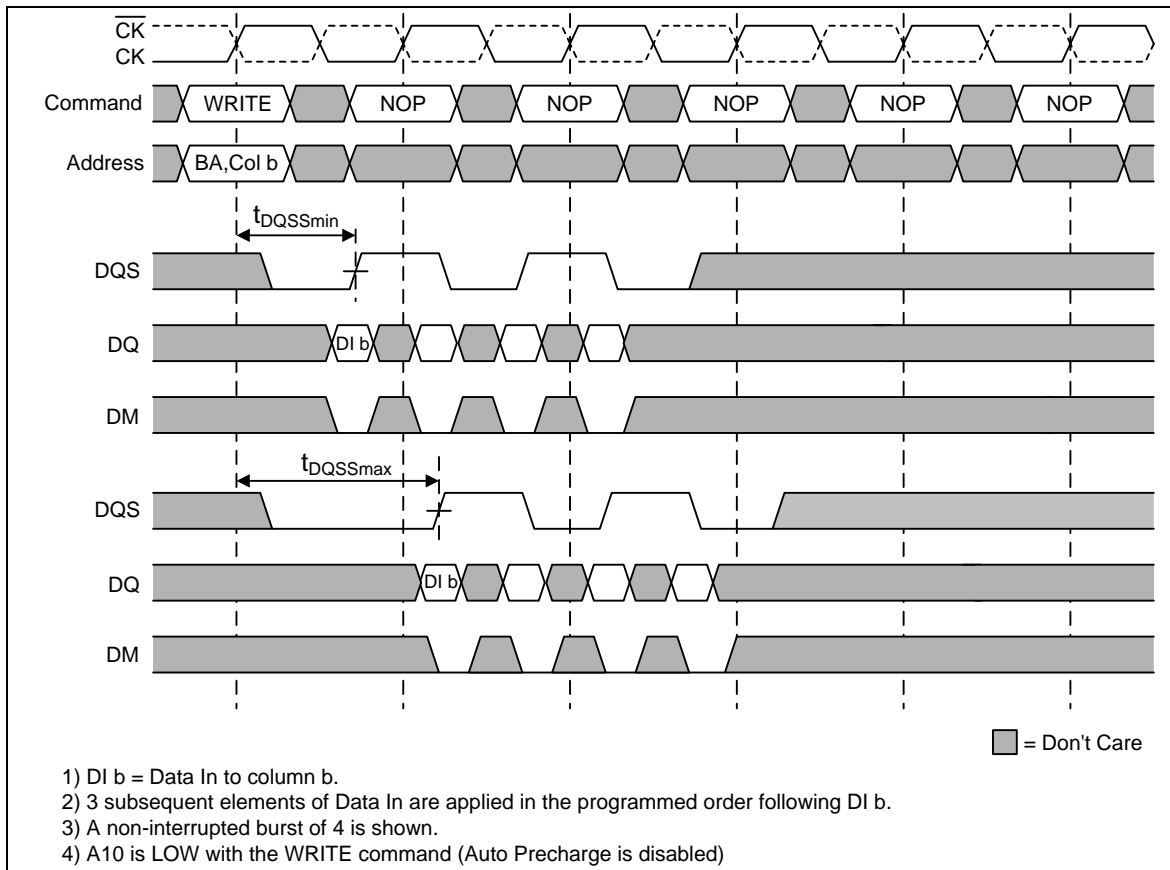 CK
CK
Command WRITE NOP NOP NOP NOP NOP
Address BA,Col b
tDQSSmin
DQS
DQ DI b
DM
tDQSSmax
DQS
DQ DI b
DM
= Don't Care
1) DI b = Data In to column b.
2) 3 subsequent elements of Data In are applied in the programmed order following DI b.
3) A non-interrupted burst of 4 is shown.
4) A10 is LOW with the WRITE command (Auto Precharge is disabled)